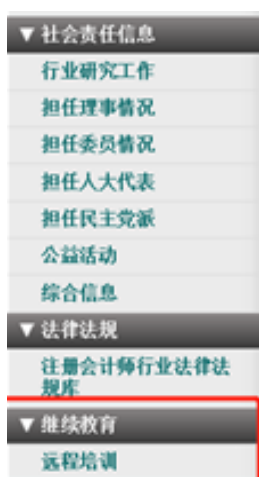 ▼ 社会责任信息
行业研究工作
担任理事情况
担任委员情况
担任人大代表
担任民主党派
公益活动
综合信息
▼ 法律法规
注册会计师行业法律法
规库
▼ 继续教育
远程培训